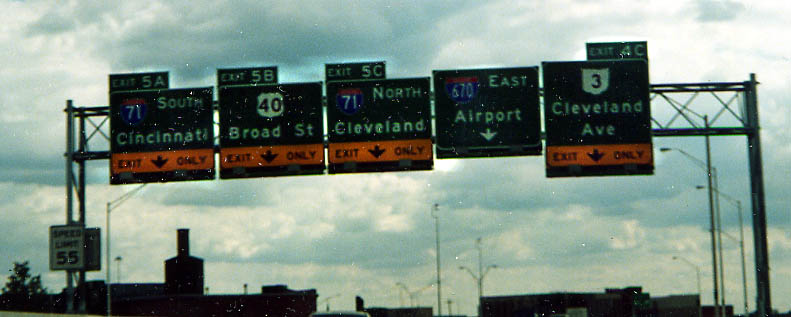 EXIT 5A
71 SOUTH
Cincinnati
EXIT ONLY
EXIT 5B
40
Broad St
EXIT ONLY
EXIT 5C
71 NORTH
Cleveland
EXIT ONLY
670 EAST
Airport
EXIT 4C
3
Cleveland
Ave
EXIT ONLY
SPEED
LIMIT
55